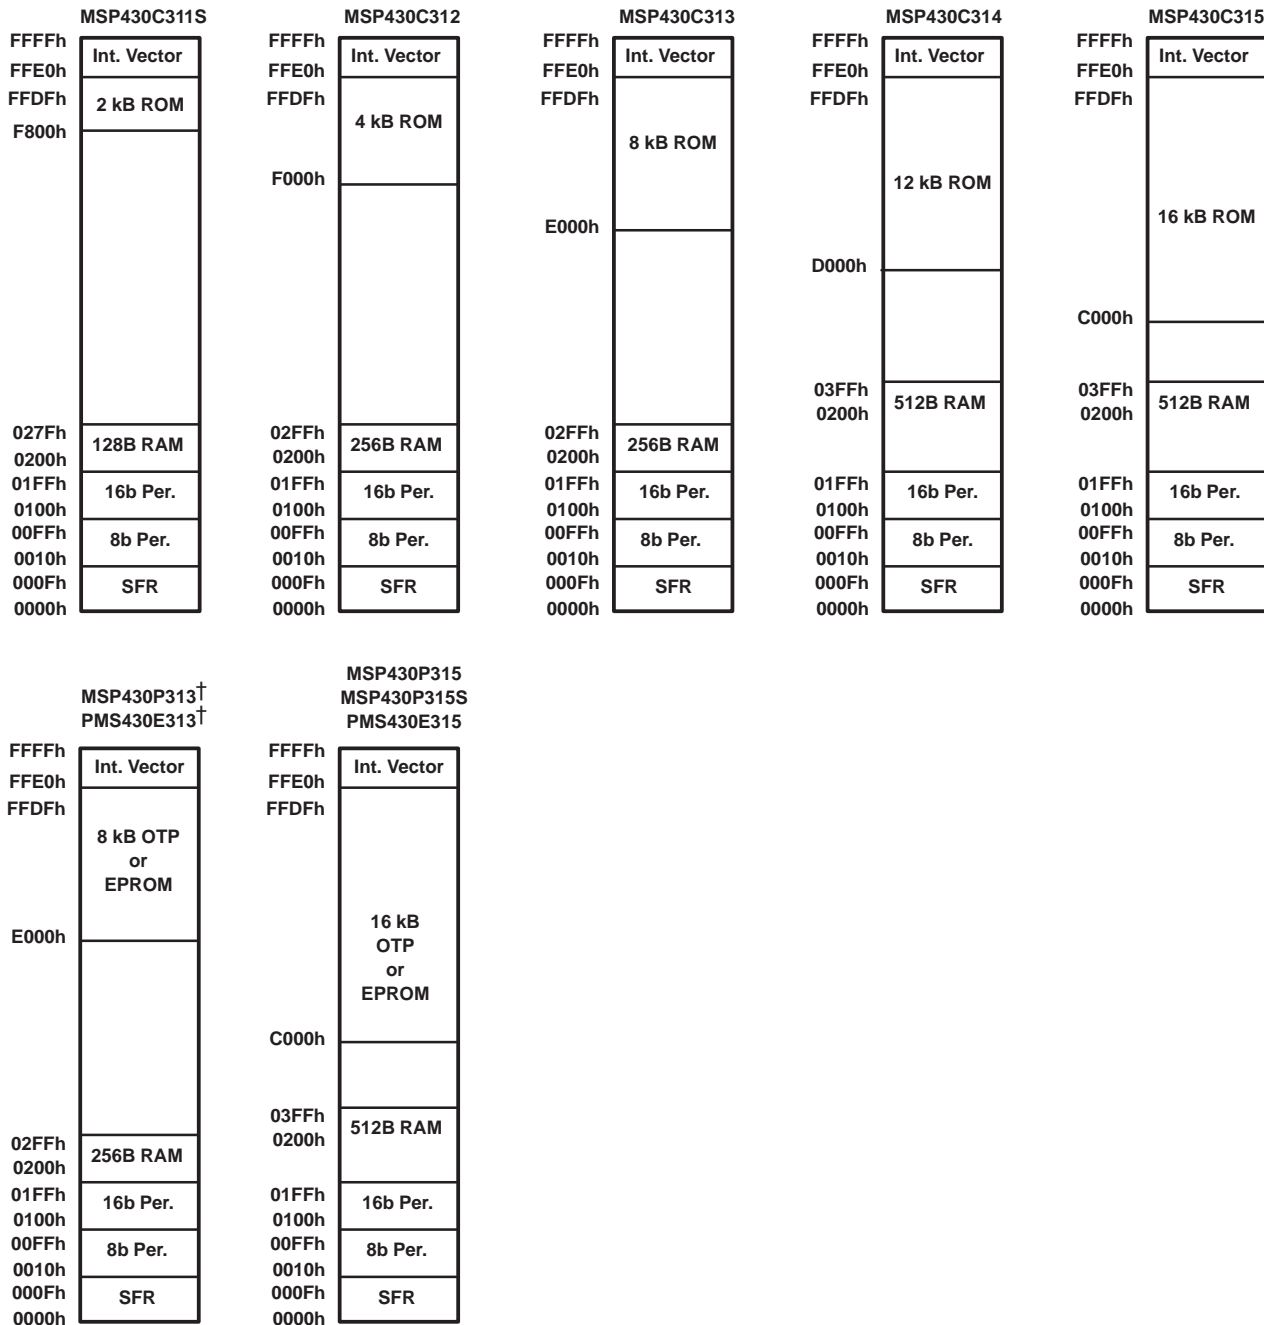 MSP430C311S
FFFFh
FFE0h
FFDFh
F800h
027Fh
0200h
01FFh
0100h
00FFh
0010h
000Fh
0000h
Int. Vector
2 kB ROM
128B RAM
16b Per.
8b Per.
SFR
MSP430C312
FFFFh
FFE0h
FFDFh
F000h
02FFh
0200h
01FFh
0100h
00FFh
0010h
000Fh
0000h
Int. Vector
4 kB ROM
256B RAM
16b Per.
8b Per.
SFR
MSP430C313
FFFFh
FFE0h
FFDFh
E000h
02FFh
0200h
01FFh
0100h
00FFh
0010h
000Fh
0000h
Int. Vector
8 kB ROM
256B RAM
16b Per.
8b Per.
SFR
MSP430C314
FFFFh
FFE0h
FFDFh
D000h
03FFh
0200h
01FFh
0100h
00FFh
0010h
000Fh
0000h
Int. Vector
12 kB ROM
512B RAM
16b Per.
8b Per.
SFR
MSP430C315
FFFFh
FFE0h
FFDFh
C000h
03FFh
0200h
01FFh
0100h
00FFh
0010h
000Fh
0000h
Int. Vector
16 kB ROM
512B RAM
16b Per.
8b Per.
SFR
MSP430P313†
PMS430E313†
FFFFh
FFE0h
FFDFh
E000h
02FFh
0200h
01FFh
0100h
00FFh
0010h
000Fh
0000h
Int. Vector
8 kB OTP
or
EPROM
256B RAM
16b Per.
8b Per.
SFR
MSP430P315
MSP430P315S
PMS430E315
FFFFh
FFE0h
FFDFh
C000h
03FFh
0200h
01FFh
0100h
00FFh
0010h
000Fh
0000h
Int. Vector
16 kB
OTP
or
EPROM
512B RAM
16b Per.
8b Per.
SFR